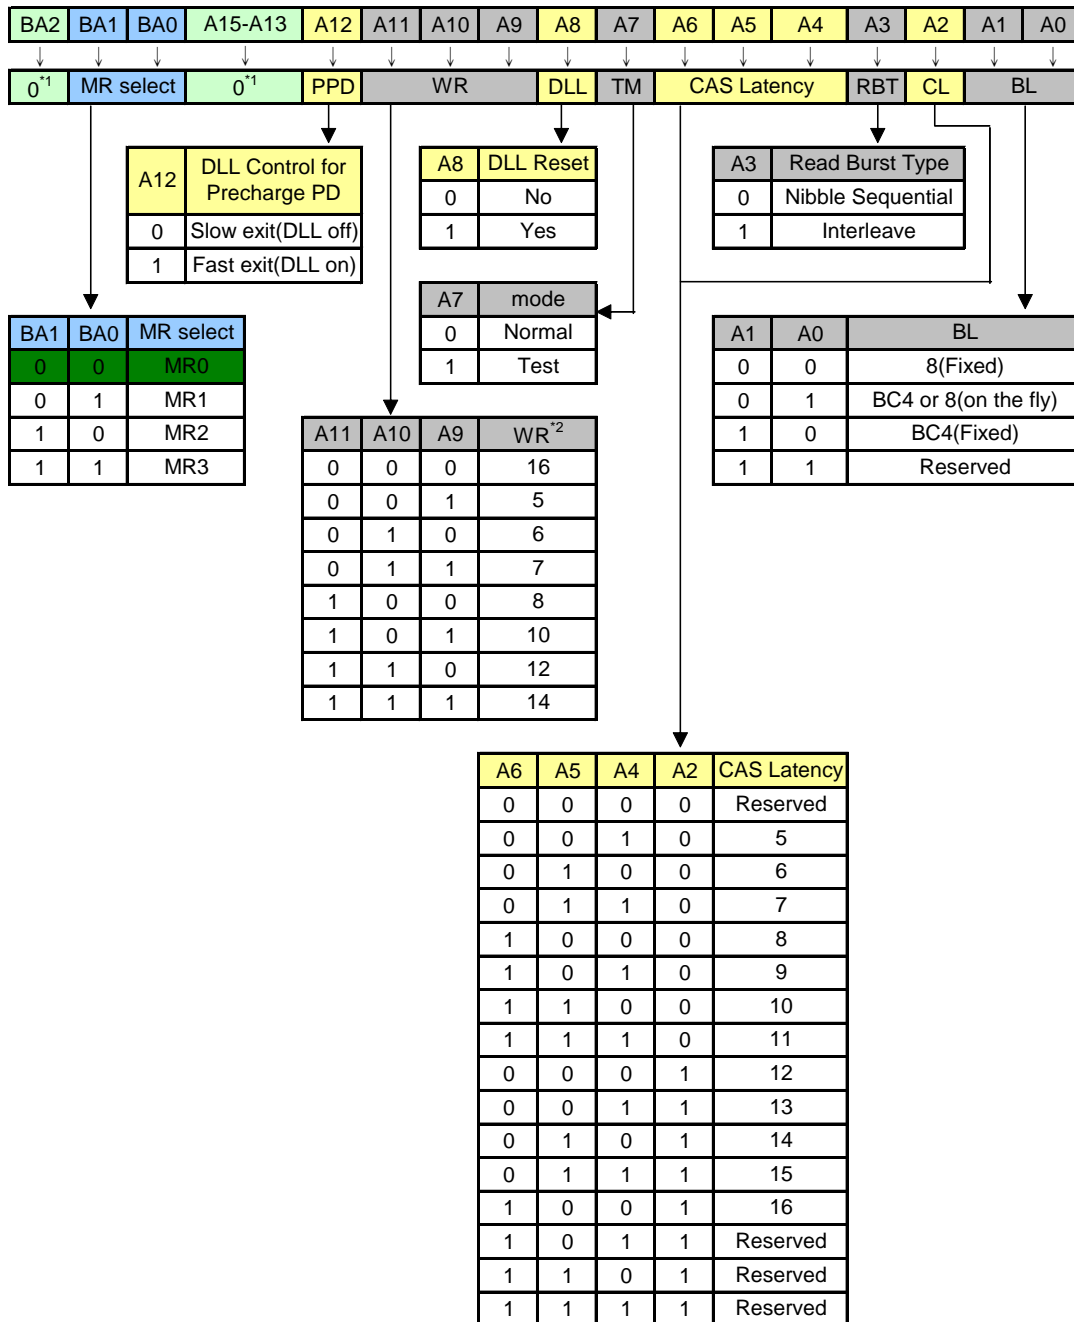 BA2 BA1 BA0 A15-A13 A12 A11 A10 A9 A8 A7 A6 A5 A4 A3 A2 A1 A0
0*1 MR select 0*1 PPD WR DLL TM CAS Latency RBT CL BL
A12 DLL Control for Precharge PD
0 Slow exit(DLL off)
1 Fast exit(DLL on)
A8 DLL Reset
0 No
1 Yes
A3 Read Burst Type
0 Nibble Sequential
1 Interleave
A7 mode
0 Normal
1 Test
BA1 BA0 MR select
0 0 MR0
0 1 MR1
1 0 MR2
1 1 MR3
A1 A0 BL
0 0 8(Fixed)
0 1 BC4 or 8(on the fly)
1 0 BC4(Fixed)
1 1 Reserved
A11 A10 A9 WR*2
0 0 0 16
0 0 1 5
0 1 0 6
0 1 1 7
1 0 0 8
1 0 1 10
1 1 0 12
1 1 1 14
A6 A5 A4 A2 CAS Latency
0 0 0 0 Reserved
0 0 1 0 5
0 1 0 0 6
0 1 1 0 7
1 0 0 0 8
1 0 1 0 9
1 1 0 0 10
1 1 1 0 11
0 0 0 1 12
0 0 1 1 13
0 1 0 1 14
0 1 1 1 15
1 0 0 1 16
1 0 1 1 Reserved
1 1 0 1 Reserved
1 1 1 1 Reserved